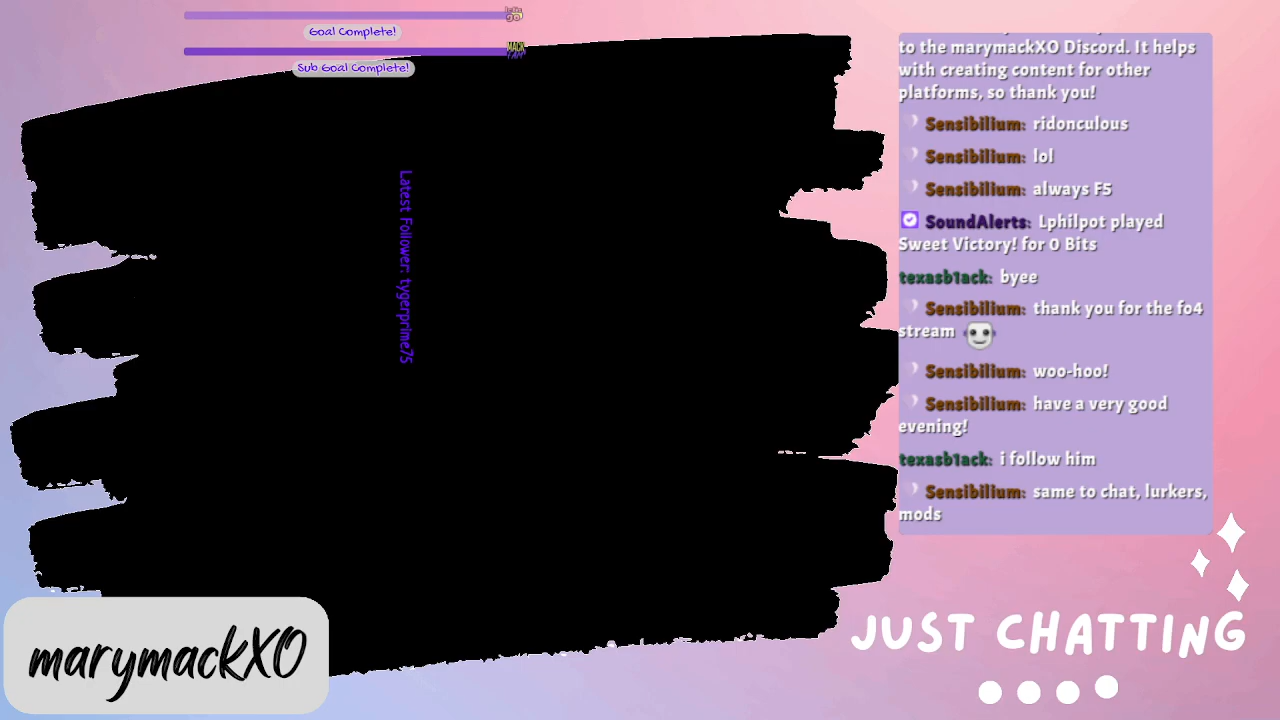 Goal Complete!
Sub Goal Complete!
Latest Follower: tygerprime75
to the marymackXO Discord. It helps
with creating content for other
platforms, so thank you!
Sensibilium: ridonculous
Sensibilium: lol
Sensibilium: always F5
SoundAlerts: Lphilpot played
Sweet Victory! for 0 Bits
texasb1ack: byee
Sensibilium: thank you for the fo4
stream
Sensibilium: woo-hoo!
Sensibilium: have a very good
evening!
texasb1ack: i follow him
Sensibilium: same to chat, lurkers,
mods
marymackXO
JUST CHATTING